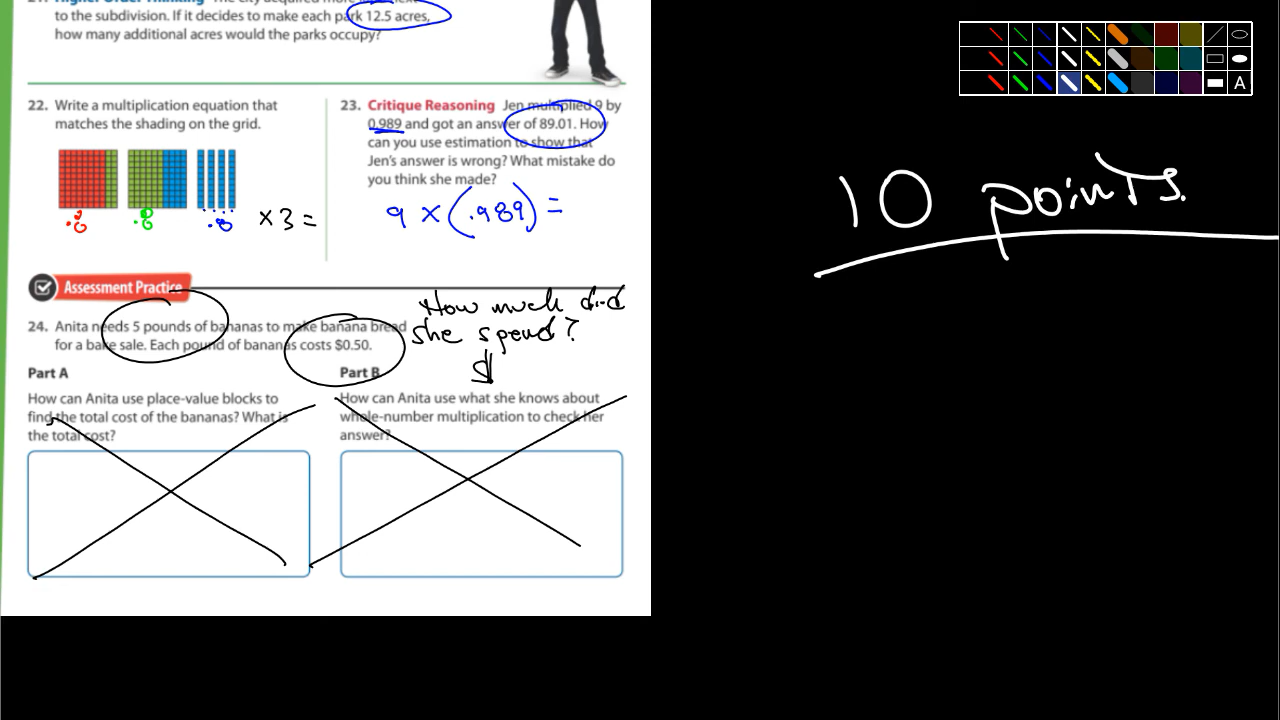 to the subdivision. If it decides to make each park 12.5 acres,
how many additional acres would the parks occupy?
22. Write a multiplication equation that
matches the shading on the grid.
.8 .8 .8 × 3 =
23. Critique Reasoning Jen multiplied 9 by
0.989 and got an answer of 89.01. How
can you use estimation to show that
Jen's answer is wrong? What mistake do
you think she made?
9 × (.989) =
Assessment Practice
24. Anita needs 5 pounds of bananas to make banana bread
for a bake sale. Each pound of bananas costs $0.50.
How much did
she spend?
$
Part A
How can Anita use place-value blocks to
find the total cost of the bananas? What is
the total cost?
Part B
How can Anita use what she knows about
whole-number multiplication to check her
answer?
10 points.
A